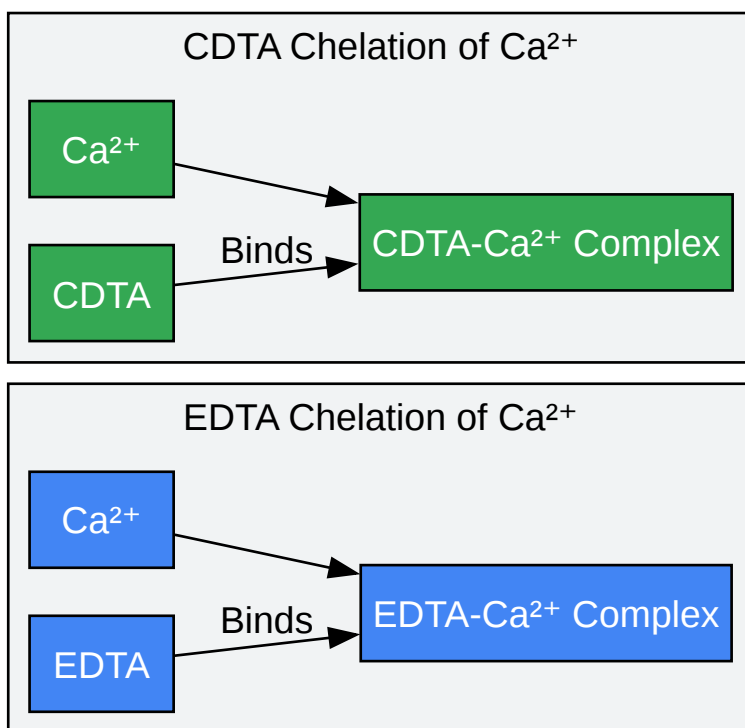 CDTA Chelation of Ca²⁺
Ca²⁺
Binds
CDTA-Ca²⁺ Complex
CDTA
EDTA Chelation of Ca²⁺
Ca²⁺
Binds
EDTA-Ca²⁺ Complex
EDTA